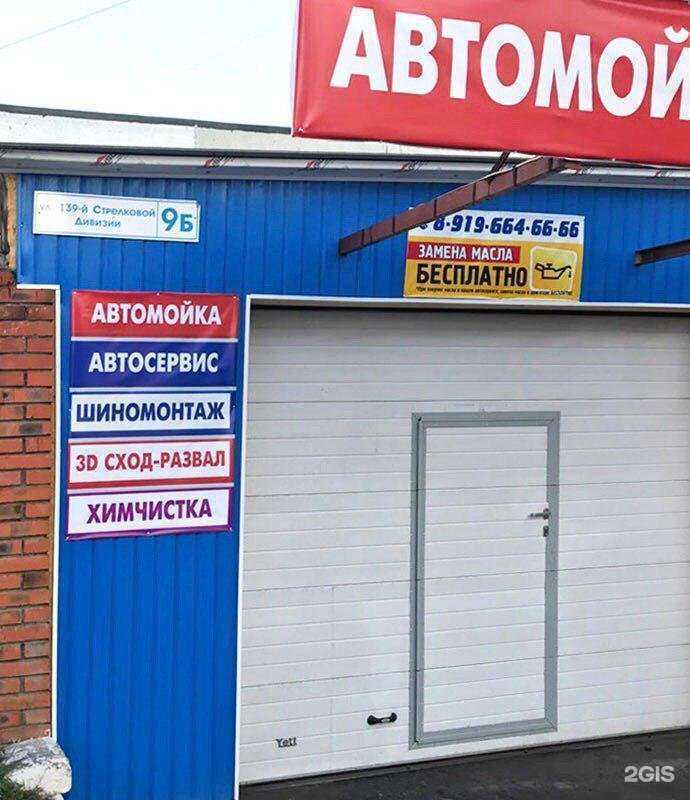 АВТОМОЙ
ул. 139-й Стрелковой
Дивизии
9Б
8-919-664-66-66
ЗАМЕНА МАСЛА
БЕСПЛАТНО
АВТОМОЙКА
АВТОСЕРВИС
ШИНОМОНТАЖ
3D СХОД-РАЗВАЛ
ХИМЧИСТКА
Yett
2GIS